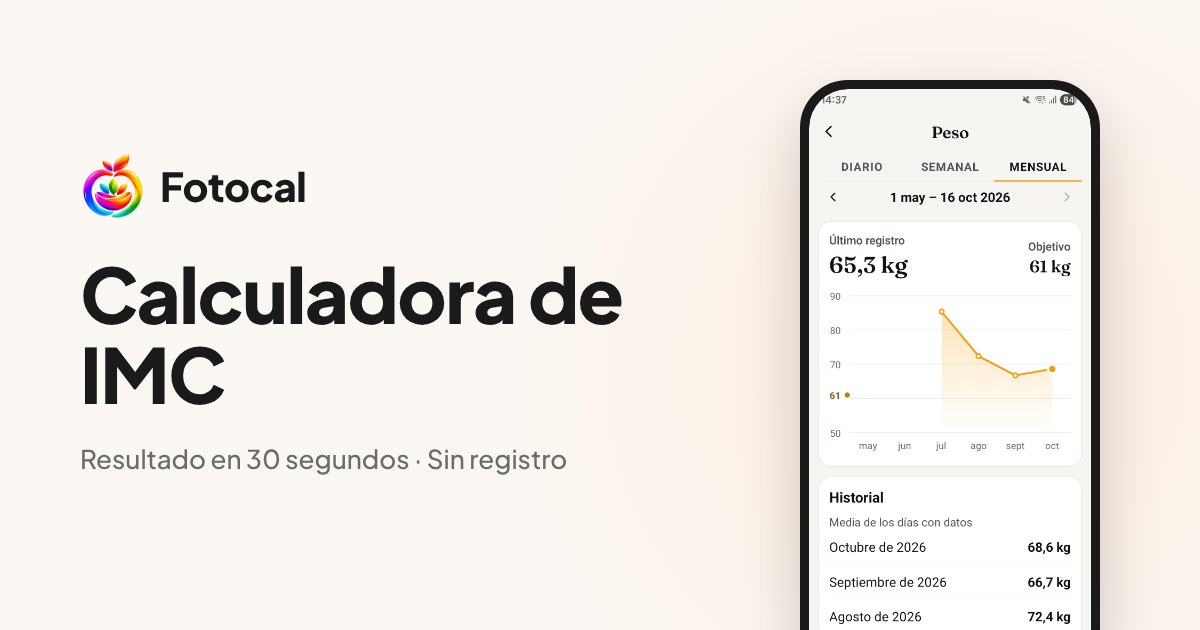 Fotocal
Calculadora de
IMC
Resultado en 30 segundos · Sin registro
14:37
84
Peso
DIARIO SEMANAL MENSUAL
1 may – 16 oct 2026
Último registro
65,3 kg
Objetivo
61 kg
90
80
70
61
50
may jun jul ago sept oct
Historial
Media de los días con datos
Octubre de 2026 68,6 kg
Septiembre de 2026 66,7 kg
Agosto de 2026 72,4 kg